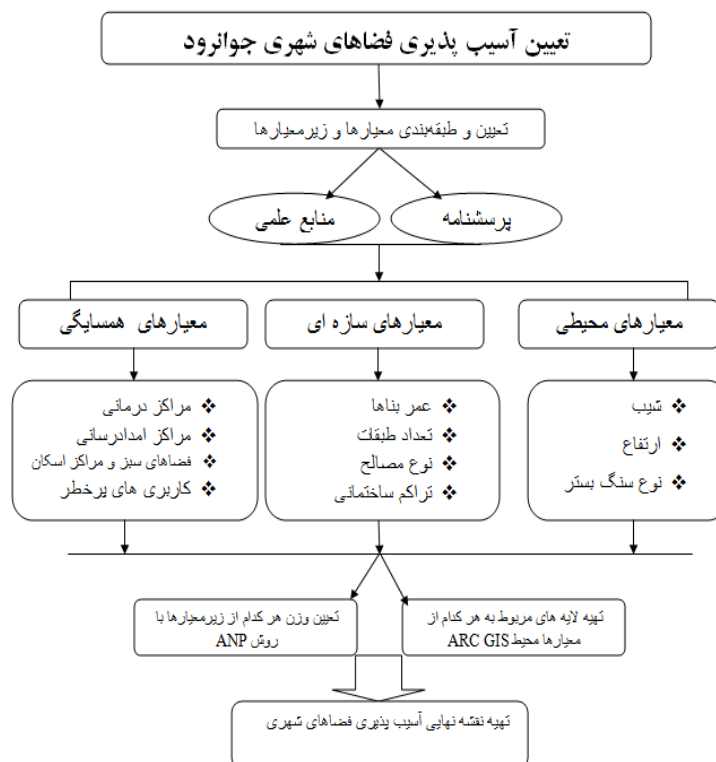 تعیین آسیب پذیری فضاهای شهری جوانرود
تعیین و طبقه‌بندی معیارها و زیرمعیارها
پرسشنامه
منابع علمی
معیارهای محیطی
معیارهای سازه ای
معیارهای همسایگی
❖ شیب
❖ ارتفاع
❖ نوع سنگ بستر
❖ عمر بناها
❖ تعداد طبقات
❖ نوع مصالح
❖ تراکم ساختمانی
❖ مراکز درمانی
❖ مراکز امدادرسانی
❖ فضاهای سبز و مراکز اسکان
❖ کاربری های پرخطر
تهیه لایه های مربوط به هر کدام از
معیارها محیط ARC GIS
تعیین وزن هر کدام از زیرمعیارها با
روش ANP
تهیه نقشه نهایی آسیب پذیری فضاهای شهری